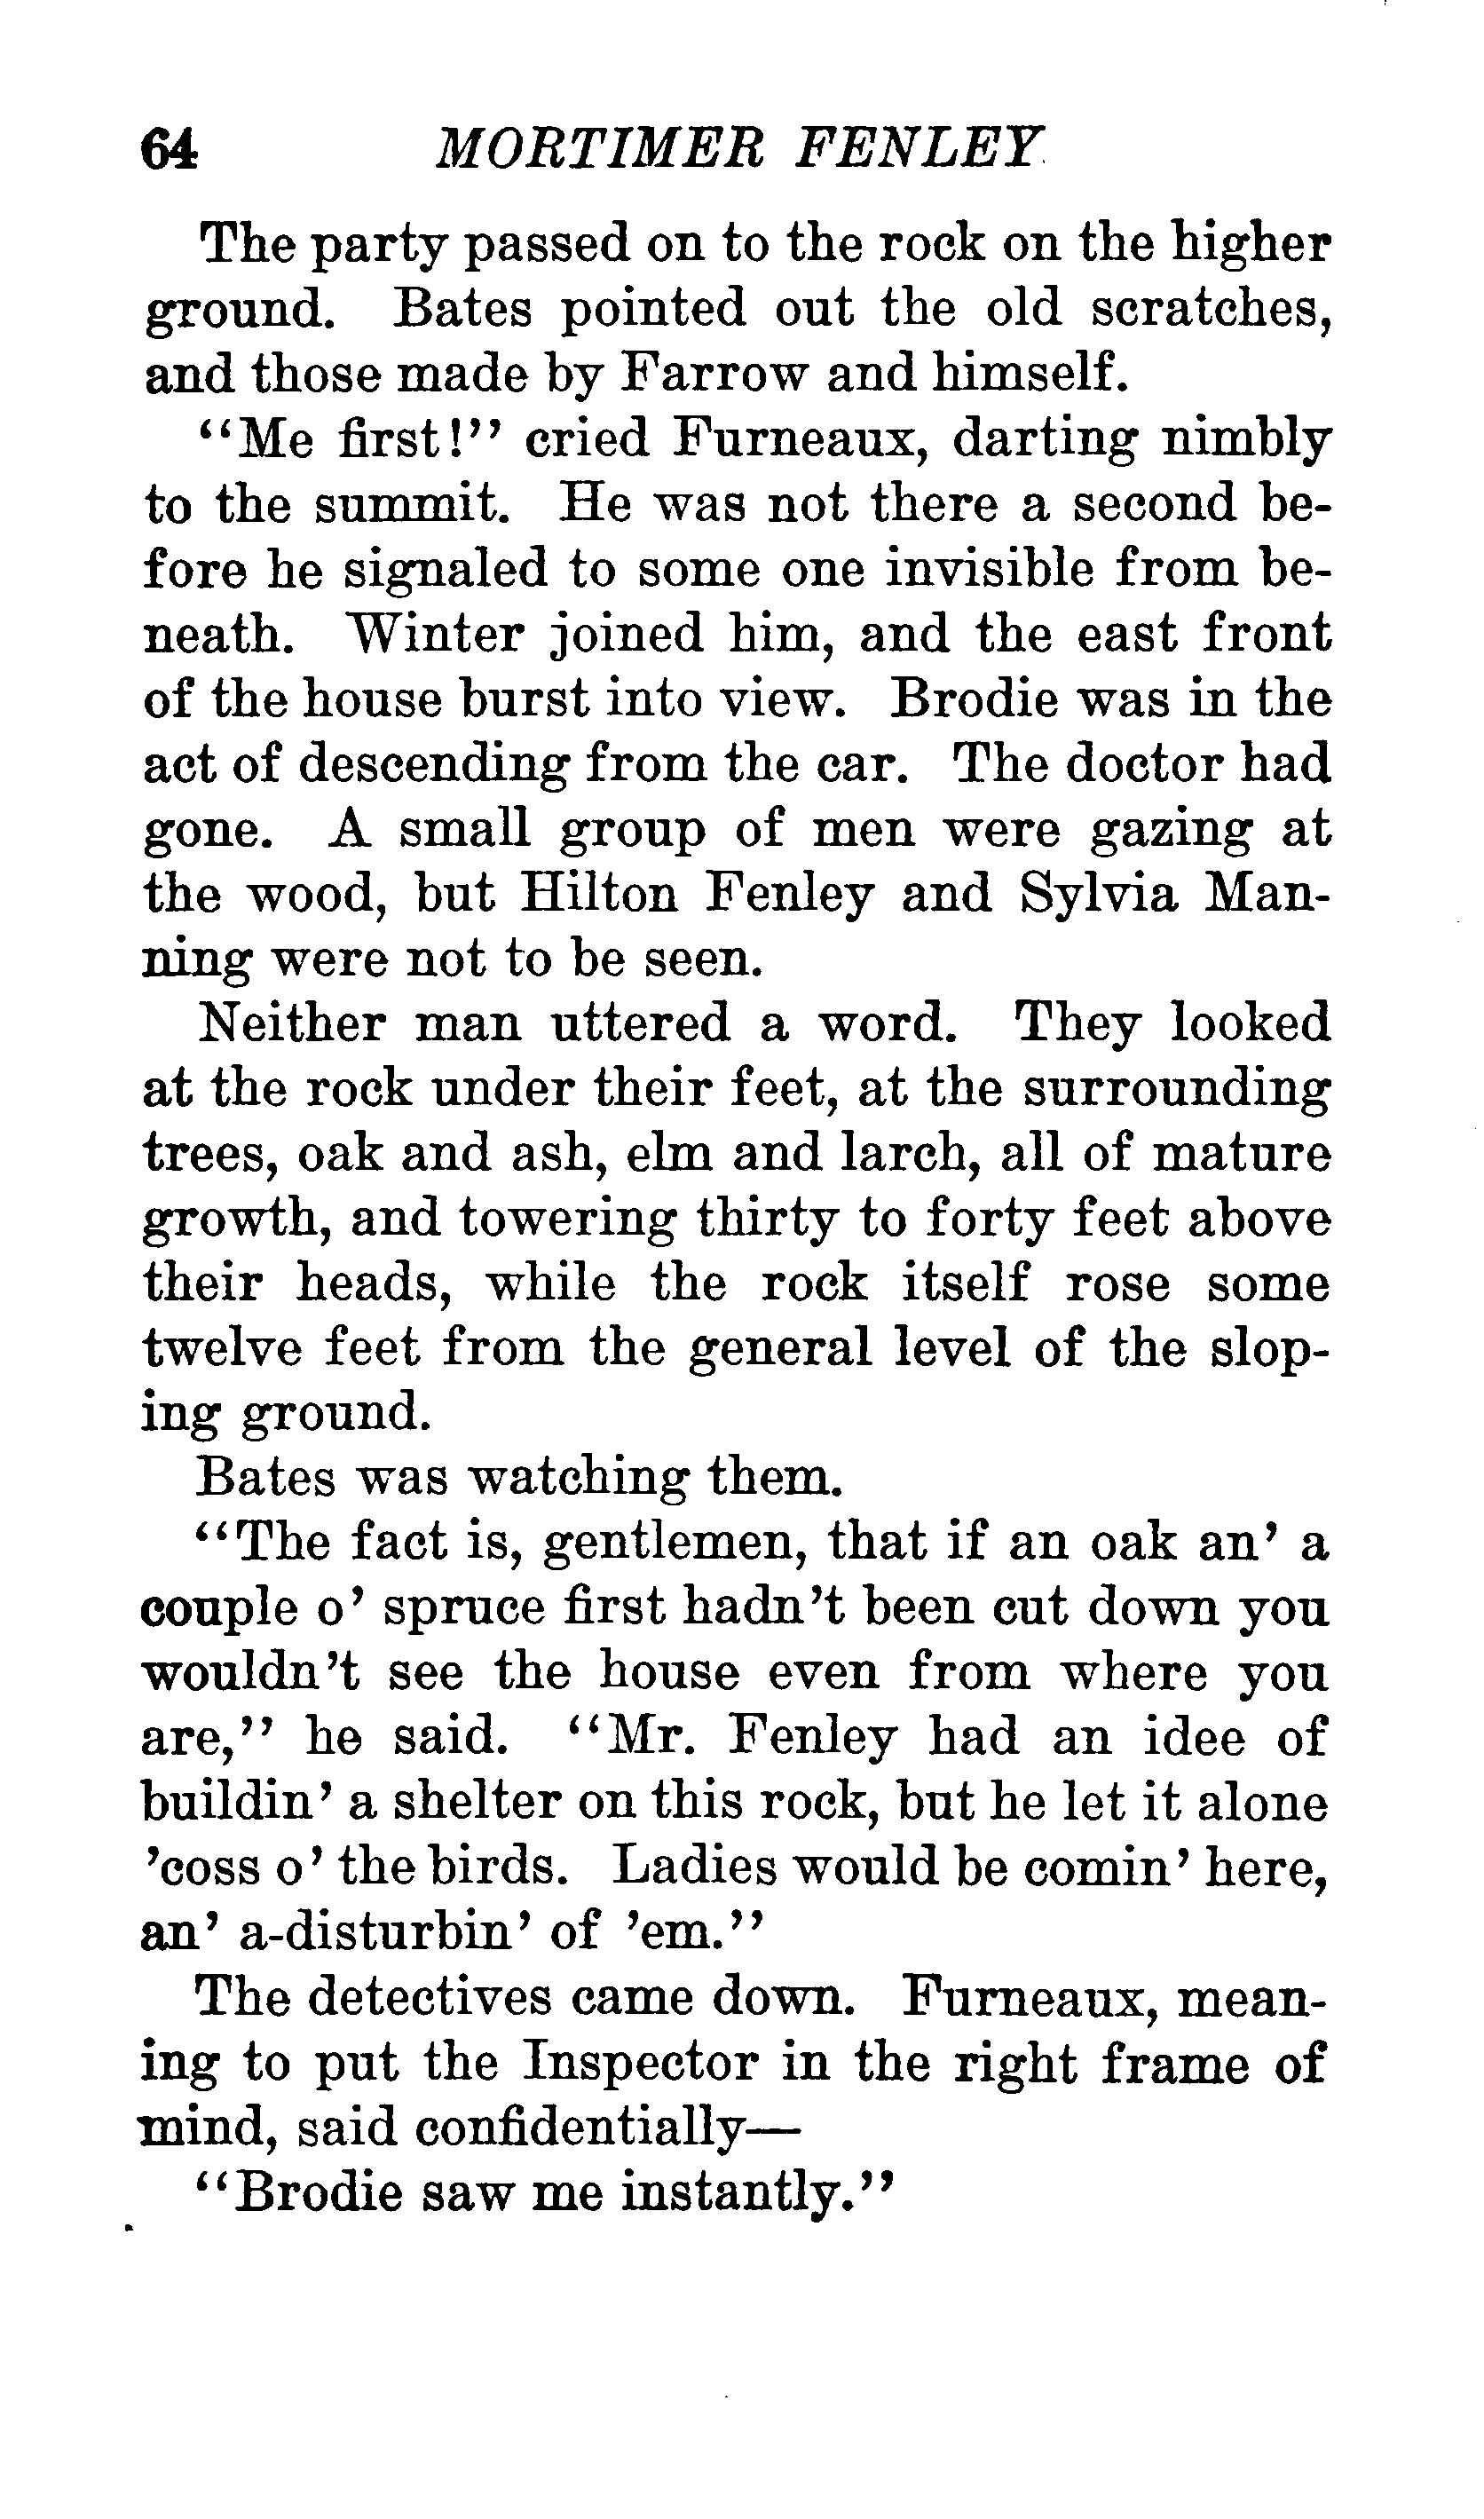 64 MORTIMER FENLEY
The party passed on to the rock on the higher
ground. Bates pointed out the old scratches,
and those made by Farrow and himself.
"Me first!" cried Furneaux, darting nimbly
to the summit. He was not there a second be-
fore he signaled to some one invisible from be-
neath. Winter joined him, and the east front
of the house burst into view. Brodie was in the
act of descending from the car. The doctor had
gone. A small group of men were gazing at
the wood, but Hilton Fenley and Sylvia Man-
ning were not to be seen.
Neither man uttered a word. They looked
at the rock under their feet, at the surrounding
trees, oak and ash, elm and larch, all of mature
growth, and towering thirty to forty feet above
their heads, while the rock itself rose some
twelve feet from the general level of the slop-
ing ground.
Bates was watching them.
"The fact is, gentlemen, that if an oak an' a
couple o' spruce first hadn't been cut down you
wouldn't see the house even from where you
are," he said. "Mr. Fenley had an idee of
buildin' a shelter on this rock, but he let it alone
'coss o' the birds. Ladies would be comin' here,
an' a-disturbin' of 'em."
The detectives came down. Furneaux, mean-
ing to put the Inspector in the right frame of
mind, said confidentially—
"Brodie saw me instantly."